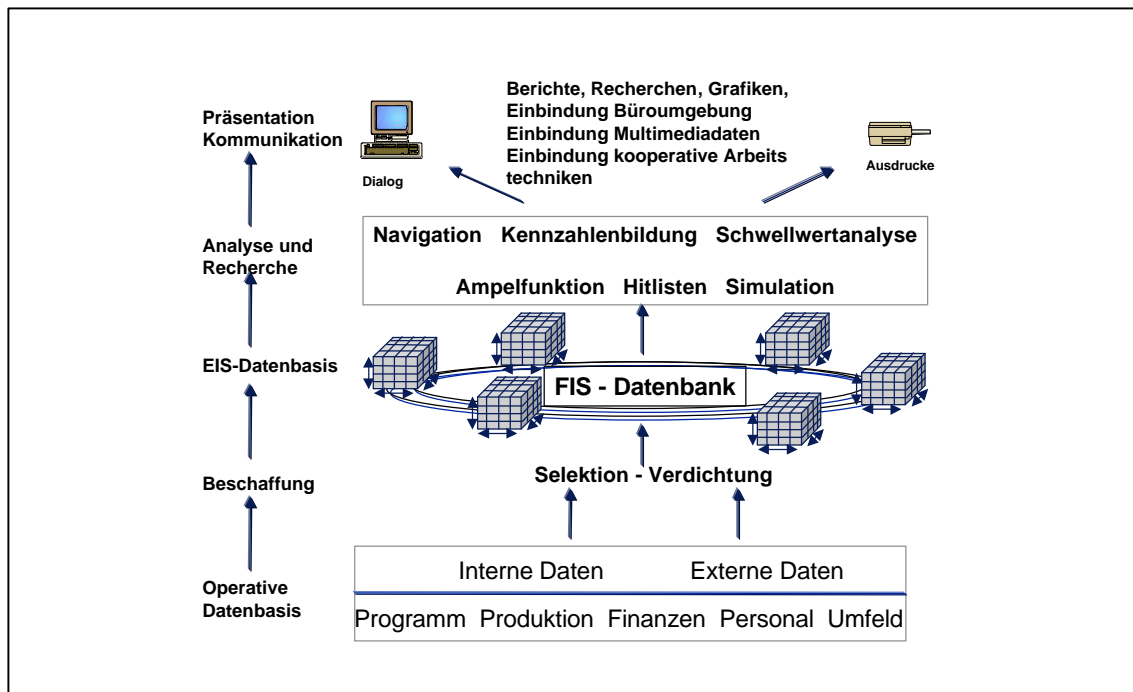 Berichte, Recherchen, Grafiken,
Einbindung Büroumgebung
Einbindung Multimediadaten
Einbindung kooperative Arbeits
techniken
Präsentation
Kommunikation
Dialog
Ausdrucke
Navigation Kennzahlenbildung Schwellwertanalyse
Analyse und
Recherche
Ampelfunktion Hitlisten Simulation
EIS-Datenbasis
FIS - Datenbank
Beschaffung
Selektion - Verdichtung
Interne Daten Externe Daten
Operative
Datenbasis
Programm Produktion Finanzen Personal Umfeld